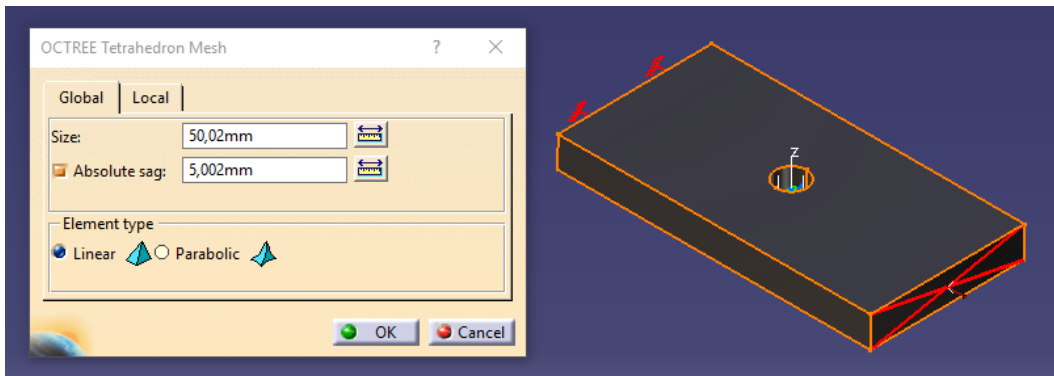 OCTREE Tetrahedron Mesh ? ×
Global Local
Size: 50,02mm
Absolute sag: 5,002mm
Element type
Linear Parabolic
OK Cancel
z